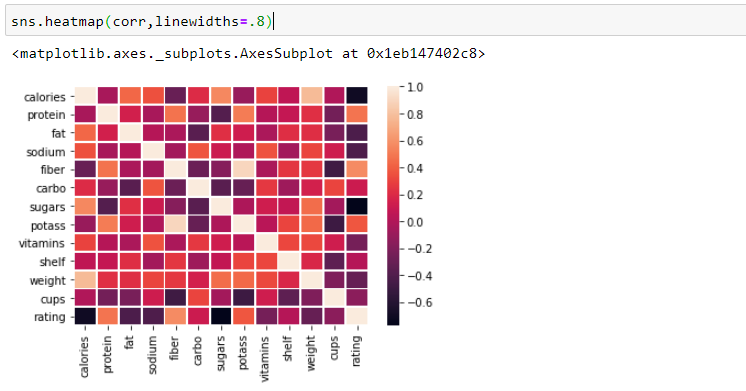 sns.heatmap(corr,linewidths=.8)
<matplotlib.axes._subplots.AxesSubplot at 0x1eb147402c8>
calories
protein
fat
sodium
fiber
carbo
sugars
potass
vitamins
shelf
weight
cups
rating
1.0
0.8
0.6
0.4
0.2
0.0
−0.2
−0.4
−0.6
calories
protein
fat
sodium
fiber
carbo
sugars
potass
vitamins
shelf
weight
cups
rating